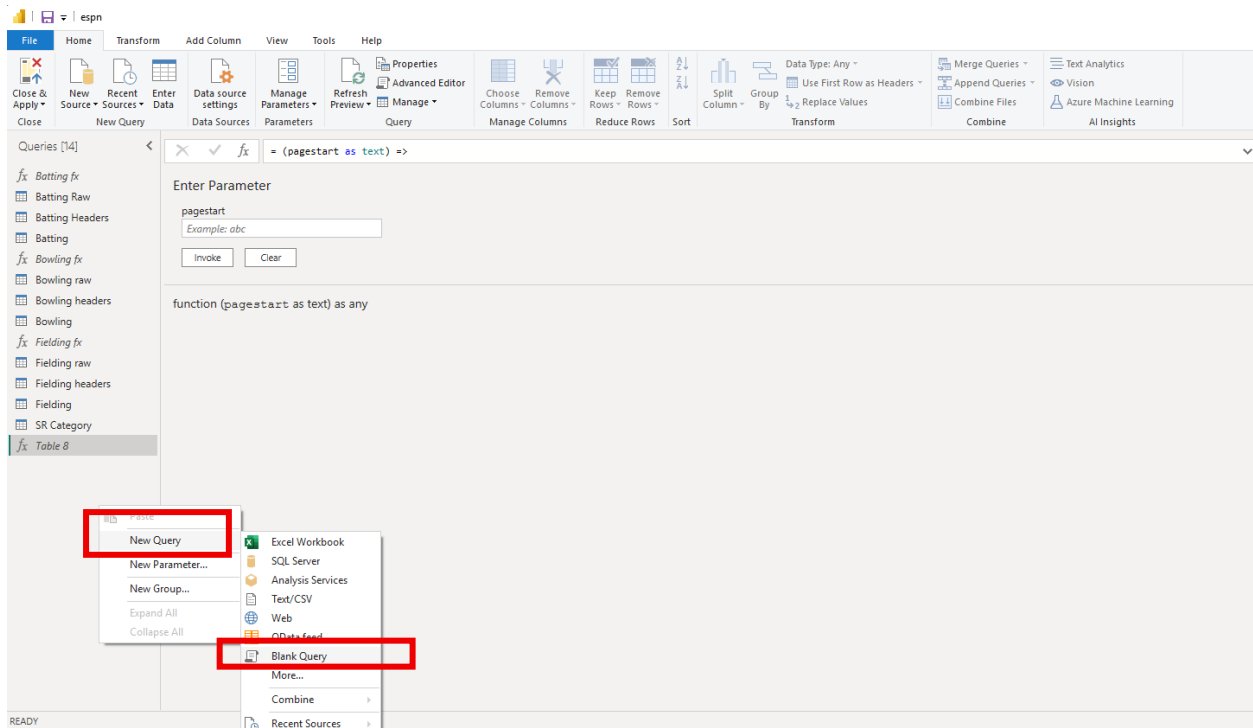 espn
File Home Transform Add Column View Tools Help
Close & Apply
New Source
Recent Sources
Enter Data
Data source settings
Manage Parameters
Refresh Preview
Properties
Advanced Editor
Manage
Choose Columns
Remove Columns
Keep Rows
Remove Rows
Split Column
Group By
Data Type: Any
Use First Row as Headers
Replace Values
Merge Queries
Append Queries
Combine Files
Text Analytics
Vision
Azure Machine Learning
Close New Query Data Sources Parameters Query Manage Columns Reduce Rows Sort Transform Combine AI Insights
Queries [14]
fx = (pagestart as text) =>
fx Batting fx
Batting Raw
Batting Headers
Batting
fx Bowling fx
Bowling raw
Bowling headers
Bowling
fx Fielding fx
Fielding raw
Fielding headers
Fielding
SR Category
fx Table 8
Enter Parameter
pagestart
Example: abc
Invoke Clear
function (pagestart as text) as any
Paste
New Query
New Parameter...
New Group...
Expand All
Collapse All
Excel Workbook
SQL Server
Analysis Services
Text/CSV
Web
OData feed
Blank Query
More...
Combine
Recent Sources
READY